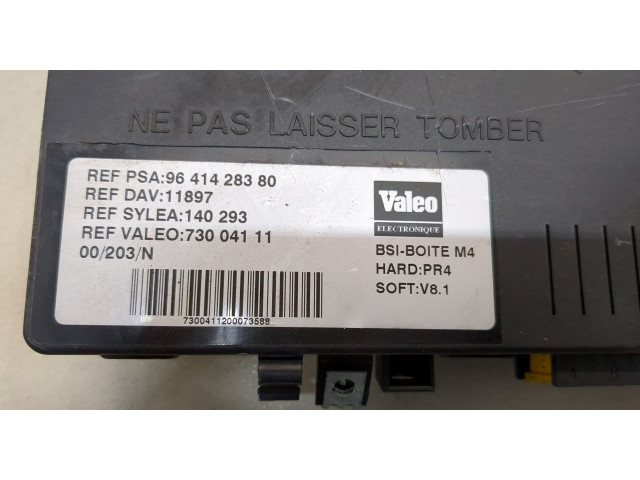 NE PAS LAISSER TOMBER
REF PSA:96 414 283 80
REF DAV:11897
REF SYLEA:140 293
REF VALEO:730 041 11
00/203/N
7300411200073588
Valeo
ELECTRONIQUE
BSI-BOITE M4
HARD:PR4
SOFT:V8.1
A